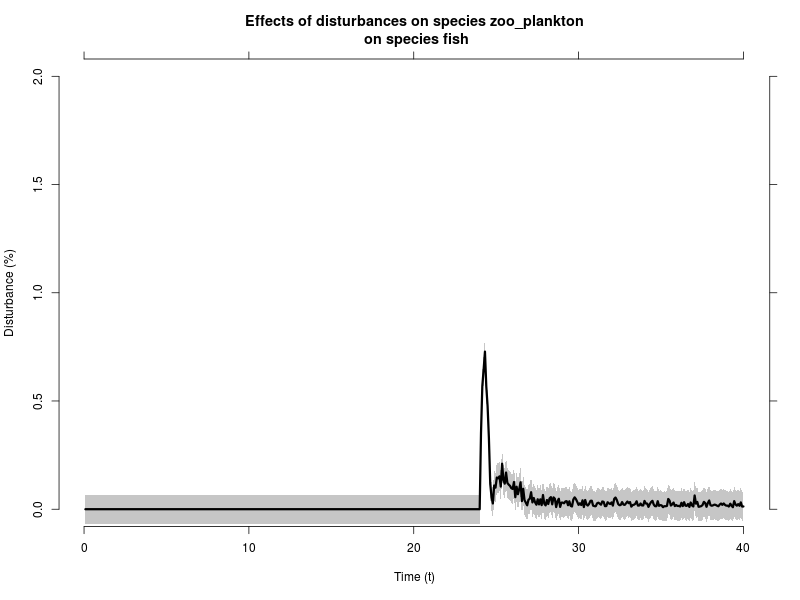 Effects of disturbances on species zoo_plankton
on species fish
2.0
1.5
1.0
0.5
0.0
Disturbance (%)
0 10 20 30 40
Time (t)